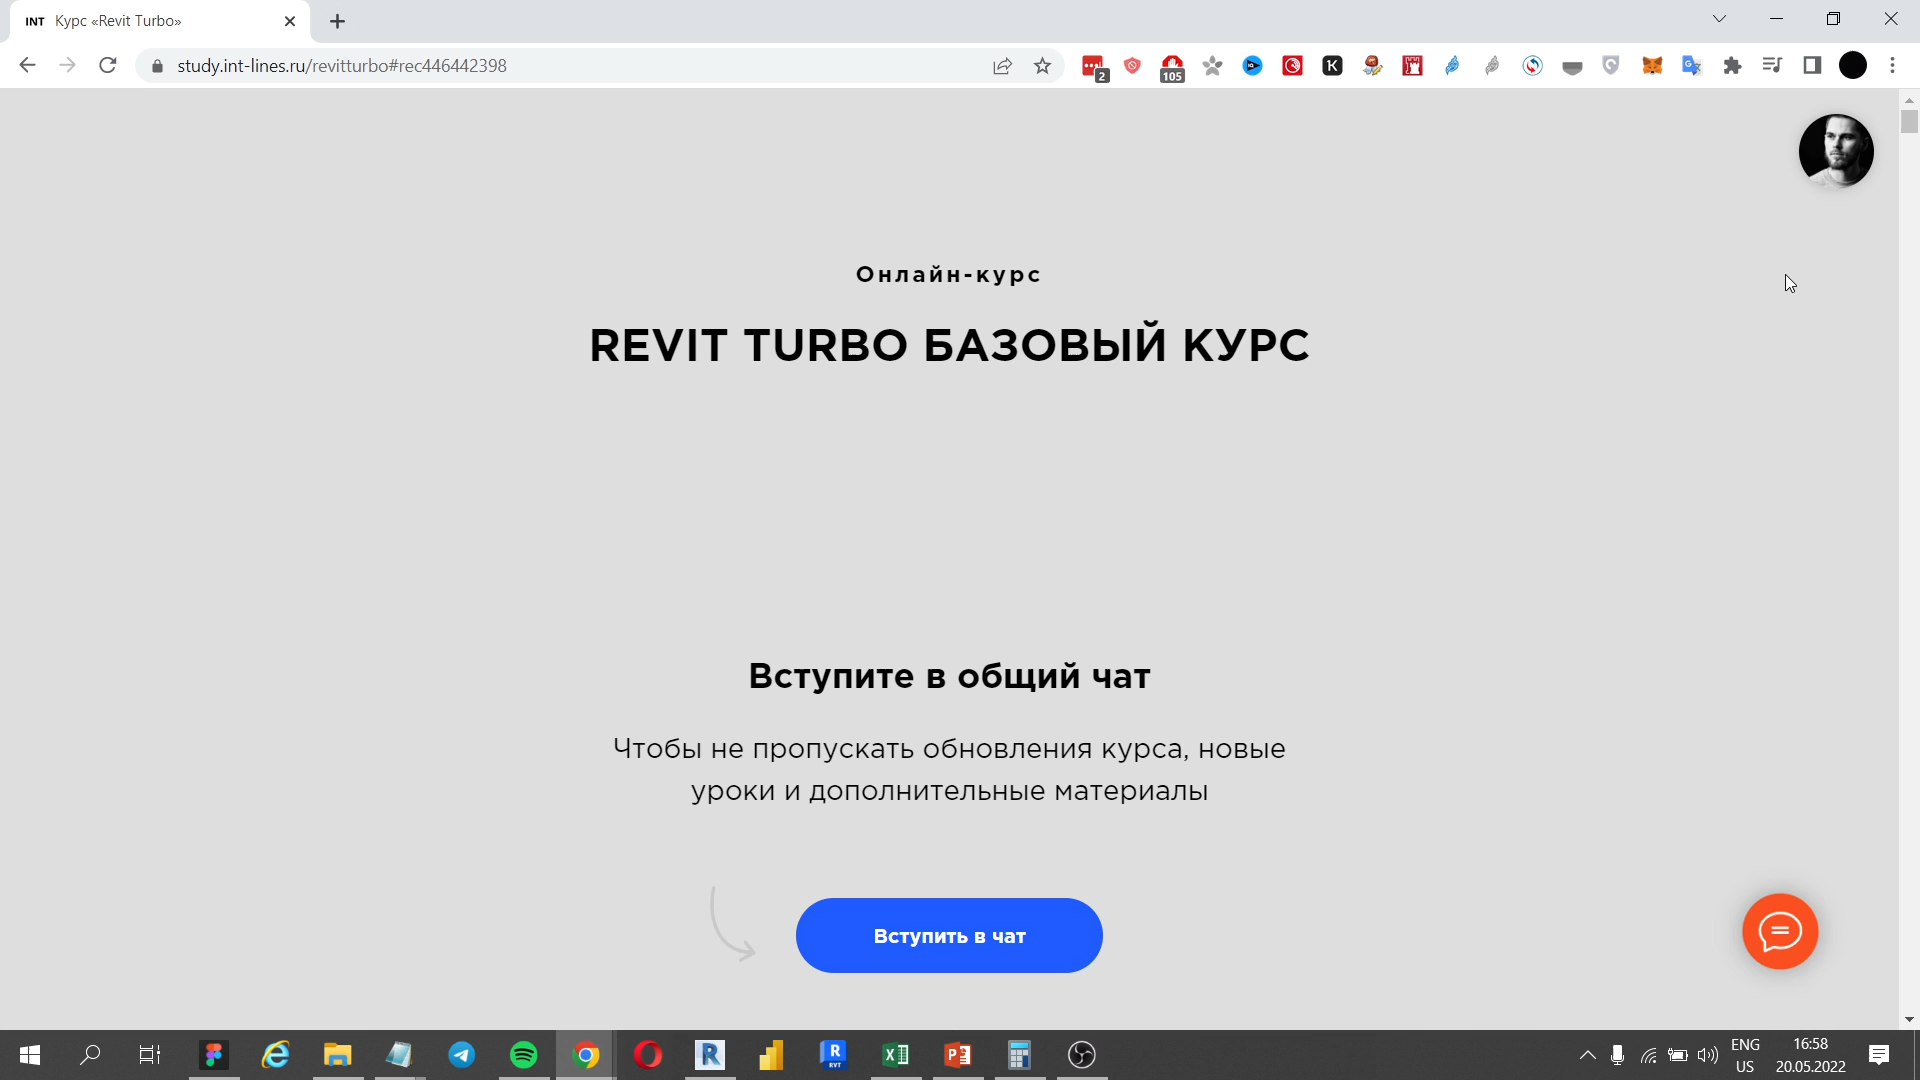 INT Курс «Revit Turbo»
study.int-lines.ru/revitturbo#rec446442398
2
105
K
Онлайн-курс
REVIT TURBO БАЗОВЫЙ КУРС
Вступите в общий чат
Чтобы не пропускать обновления курса, новые
уроки и дополнительные материалы
Вступить в чат
ENG
US
16:58
20.05.2022